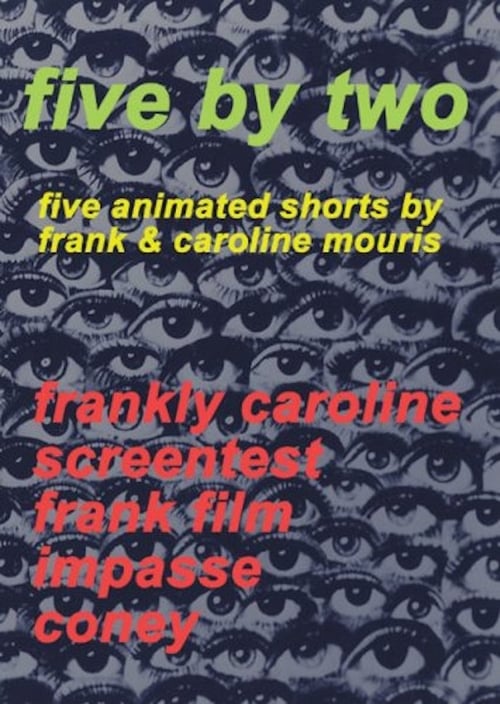 five by two
five animated shorts by
frank & caroline mouris
frankly caroline
screentest
frank film
impasse
coney